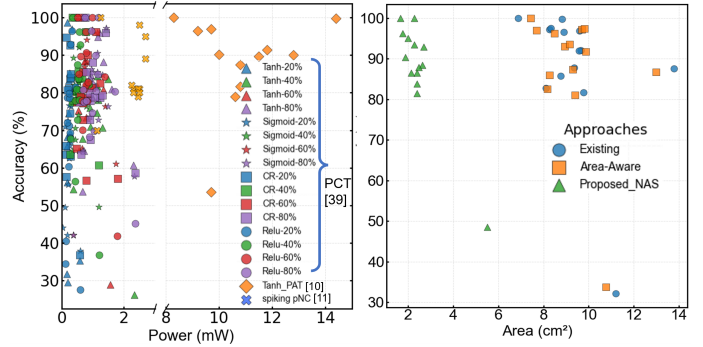 100
90
80
70
60
50
40
30
Accuracy (%)
0
2
8
10
12
14
Power (mW)
Tanh-20%
Tanh-40%
Tanh-60%
Tanh-80%
Sigmoid-20%
Sigmoid-40%
Sigmoid-60%
Sigmoid-80%
CR-20%
CR-40%
CR-60%
CR-80%
Relu-20%
Relu-40%
Relu-60%
Relu-80%
Tanh_PAT [10]
spiking pNC [11]
PCT
[39]
100
90
80
70
60
50
40
30
2
4
6
8
10
12
14
Area (cm²)
Approaches
Existing
Area-Aware
Proposed_NAS